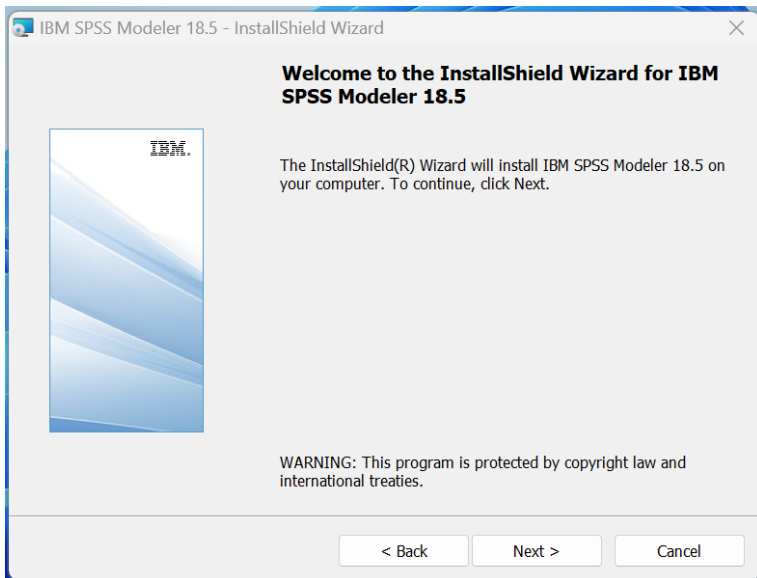 IBM SPSS Modeler 18.5 - InstallShield Wizard
Welcome to the InstallShield Wizard for IBM
SPSS Modeler 18.5
IBM.
The InstallShield(R) Wizard will install IBM SPSS Modeler 18.5 on
your computer. To continue, click Next.
WARNING: This program is protected by copyright law and
international treaties.
< Back
Next >
Cancel